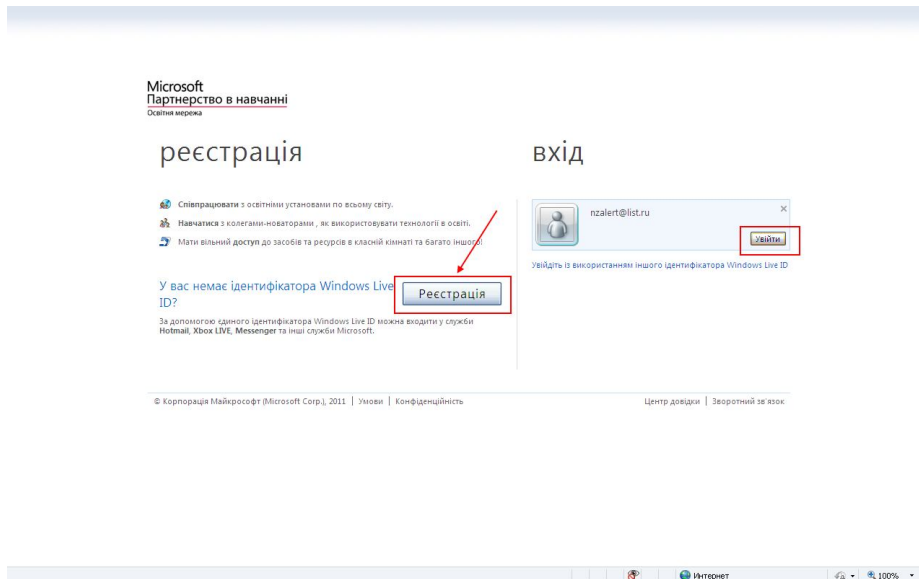 Microsoft
Партнерство в навчанні
Освітня мережа
реєстрація
Співпрацювати з освітніми установами по всьому світу.
Навчатися з колегами-новаторами , як використовувати технології в освіті.
Мати вільний доступ до засобів та ресурсів в класній кімнаті та багато іншого!
У вас немає ідентифікатора Windows Live
ID?
Реєстрація
За допомогою єдиного ідентифікатора Windows Live ID можна входити у служби
Hotmail, Xbox LIVE, Messenger та інші служби Microsoft.
вхід
nzalert@list.ru
Увійти
Увійдіть із використанням іншого ідентифікатора Windows Live ID
© Корпорація Майкрософт (Microsoft Corp.), 2011 | Умови | Конфіденційність
Центр довідки | Зворотний зв'язок
Интернет
100%